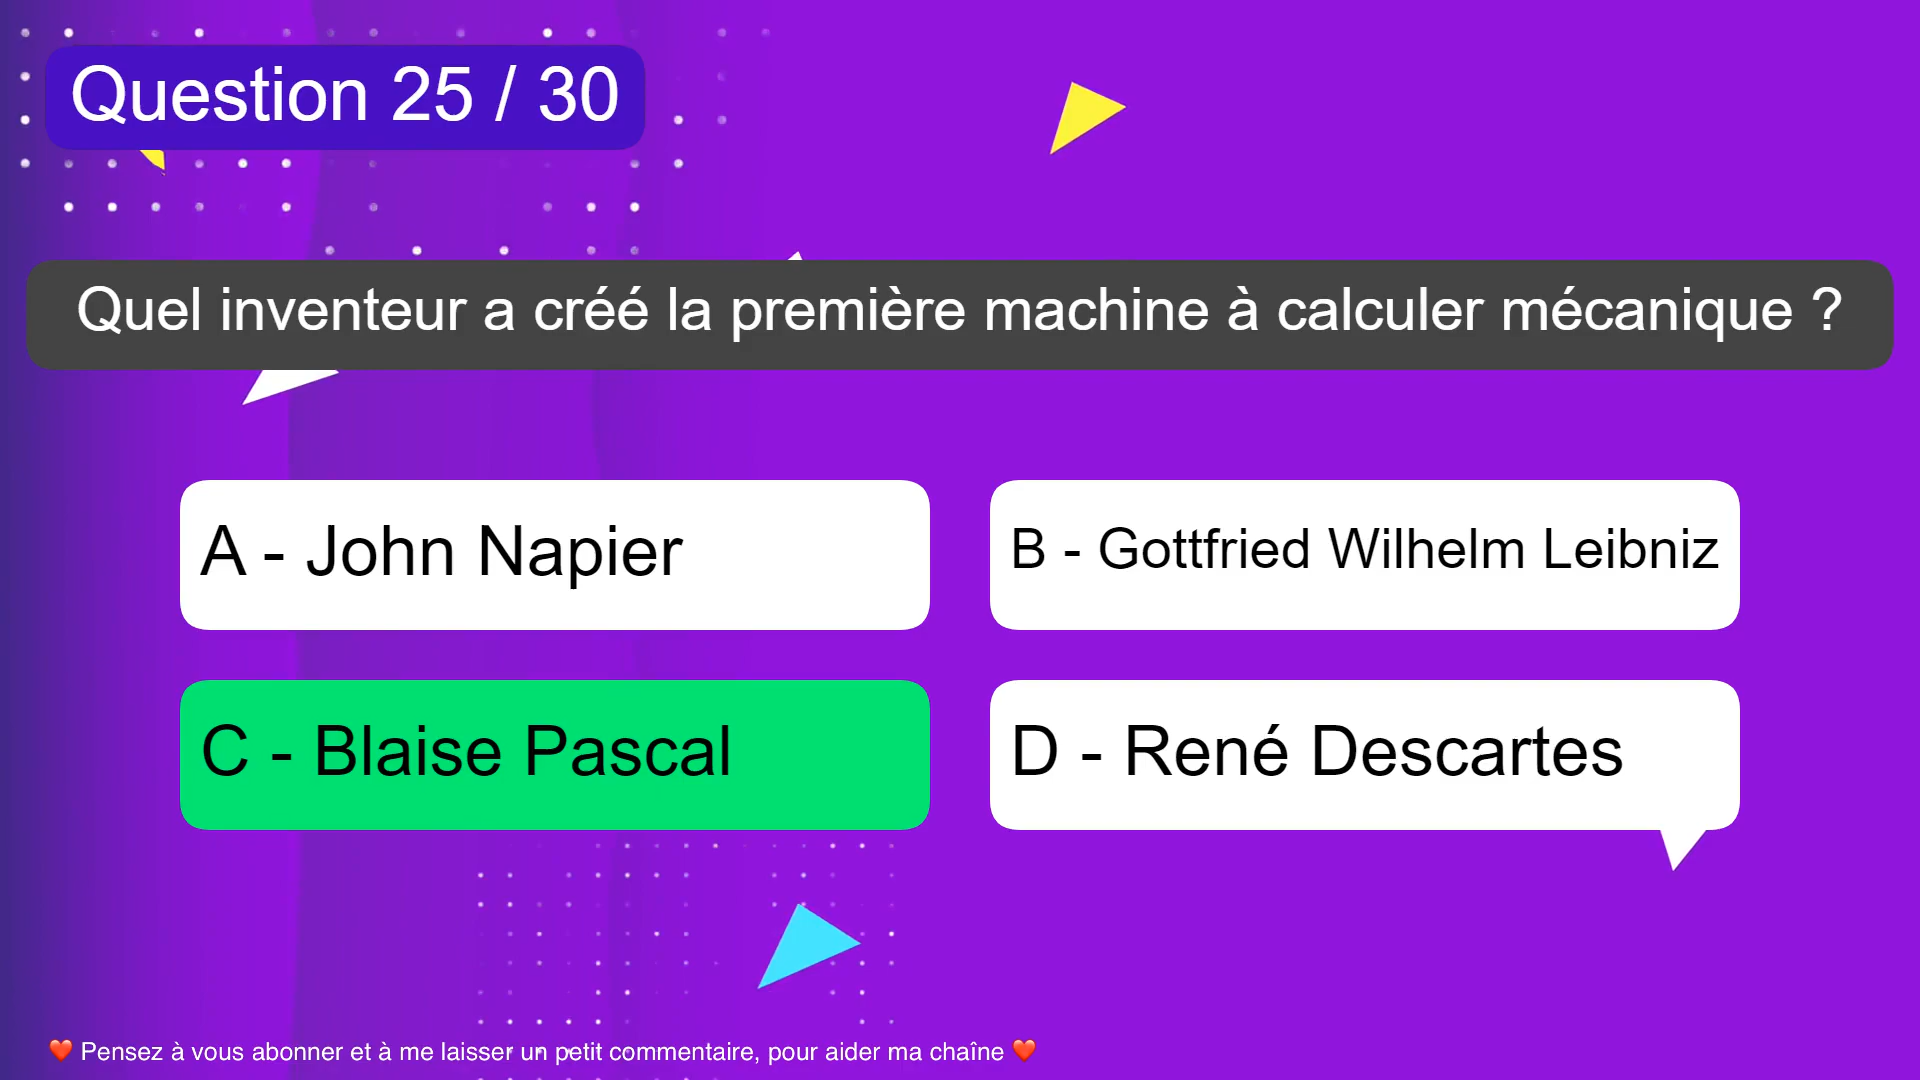 Question 25 / 30
Quel inventeur a créé la première machine à calculer mécanique ?
A - John Napier
B - Gottfried Wilhelm Leibniz
C - Blaise Pascal
D - René Descartes
❤️ Pensez à vous abonner et à me laisser un petit commentaire, pour aider ma chaîne ❤️